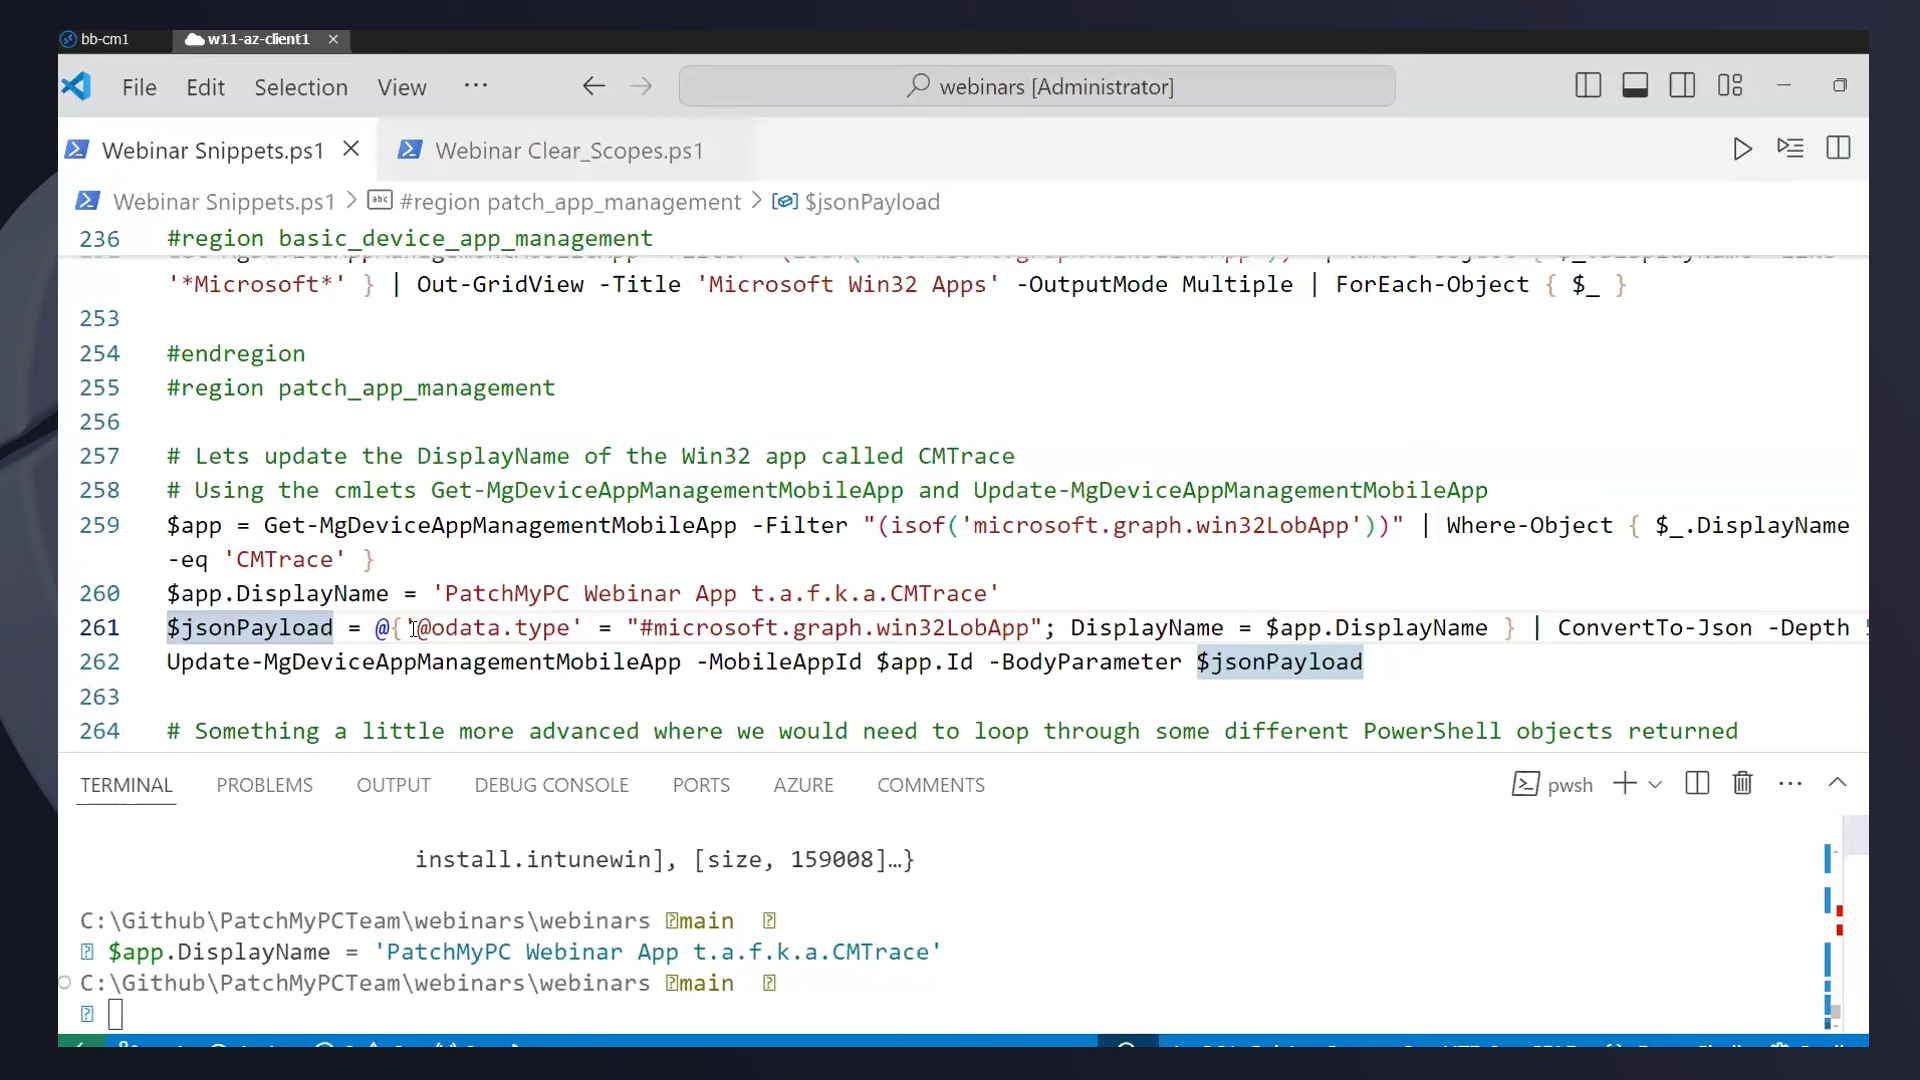 bb-cm1
w11-az-client1
File Edit Selection View ···
webinars [Administrator]
Webinar Snippets.ps1
Webinar Clear_Scopes.ps1
Webinar Snippets.ps1 > #region patch_app_management > $jsonPayload
236 #region basic_device_app_management
'*Microsoft*' } | Out-GridView -Title 'Microsoft Win32 Apps' -OutputMode Multiple | ForEach-Object { $_ }
253
254 #endregion
255 #region patch_app_management
256
257 # Lets update the DisplayName of the Win32 app called CMTrace
258 # Using the cmlets Get-MgDeviceAppManagementMobileApp and Update-MgDeviceAppManagementMobileApp
259 $app = Get-MgDeviceAppManagementMobileApp -Filter "(isof('microsoft.graph.win32LobApp'))" | Where-Object { $_.DisplayName
-eq 'CMTrace' }
260 $app.DisplayName = 'PatchMyPC Webinar App t.a.f.k.a.CMTrace'
261 $jsonPayload = @{'@odata.type' = "#microsoft.graph.win32LobApp"; DisplayName = $app.DisplayName } | ConvertTo-Json -Depth
262 Update-MgDeviceAppManagementMobileApp -MobileAppId $app.Id -BodyParameter $jsonPayload
263
264 # Something a little more advanced where we would need to loop through some different PowerShell objects returned
TERMINAL PROBLEMS OUTPUT DEBUG CONSOLE PORTS AZURE COMMENTS
pwsh
install.intunewin], [size, 159008]…}
C:\Github\PatchMyPCTeam\webinars\webinars main
$app.DisplayName = 'PatchMyPC Webinar App t.a.f.k.a.CMTrace'
C:\Github\PatchMyPCTeam\webinars\webinars main